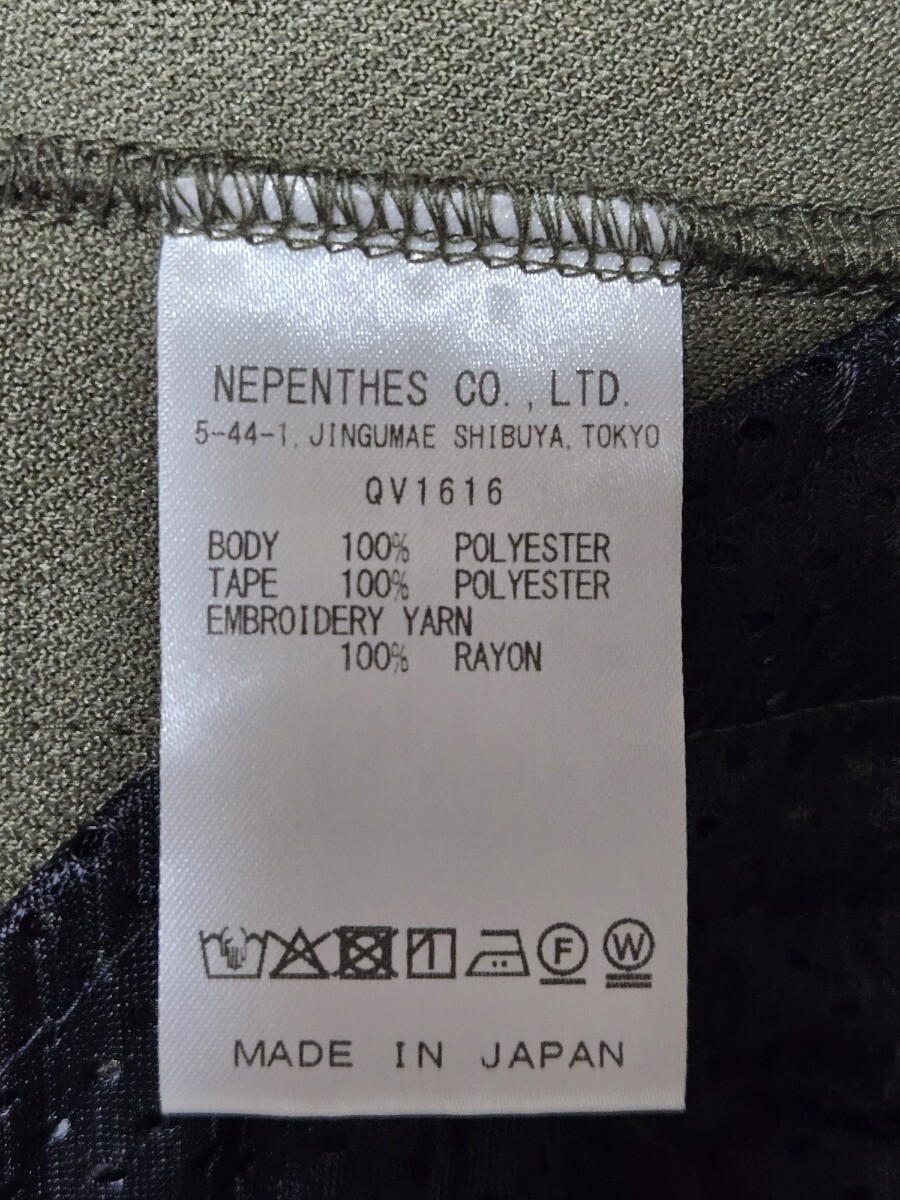 NEPENTHES CO.,LTD.
5-44-1, JINGUMAE SHIBUYA, TOKYO
QV1616
BODY 100% POLYESTER
TAPE 100% POLYESTER
EMBROIDERY YARN
100% RAYON
F W
MADE IN JAPAN